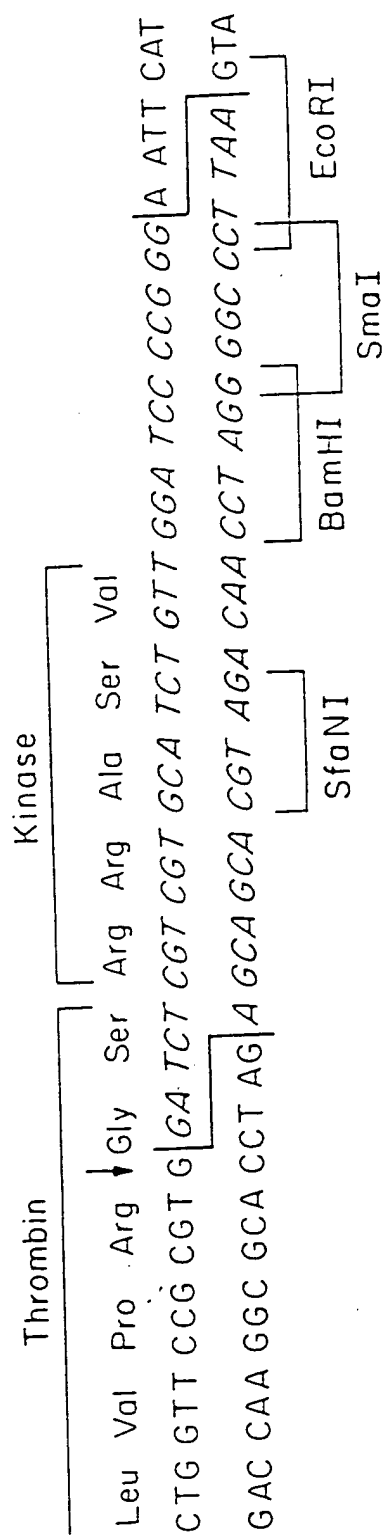 Thrombin Kinase
Leu Val Pro Arg Gly Ser Arg Arg Ala Ser Val
CTG GTT CCG CGT G GA TCT CGT CGT GCA TCT GTT GGA TCC CCG GG A ATT CAT
GAC CAA GGC GCA CCT AG A GCA GCA CGT AGA CAA CCT AGG GGC CCT TAA GTA
SfaNI BamHI EcoRI
SmaI